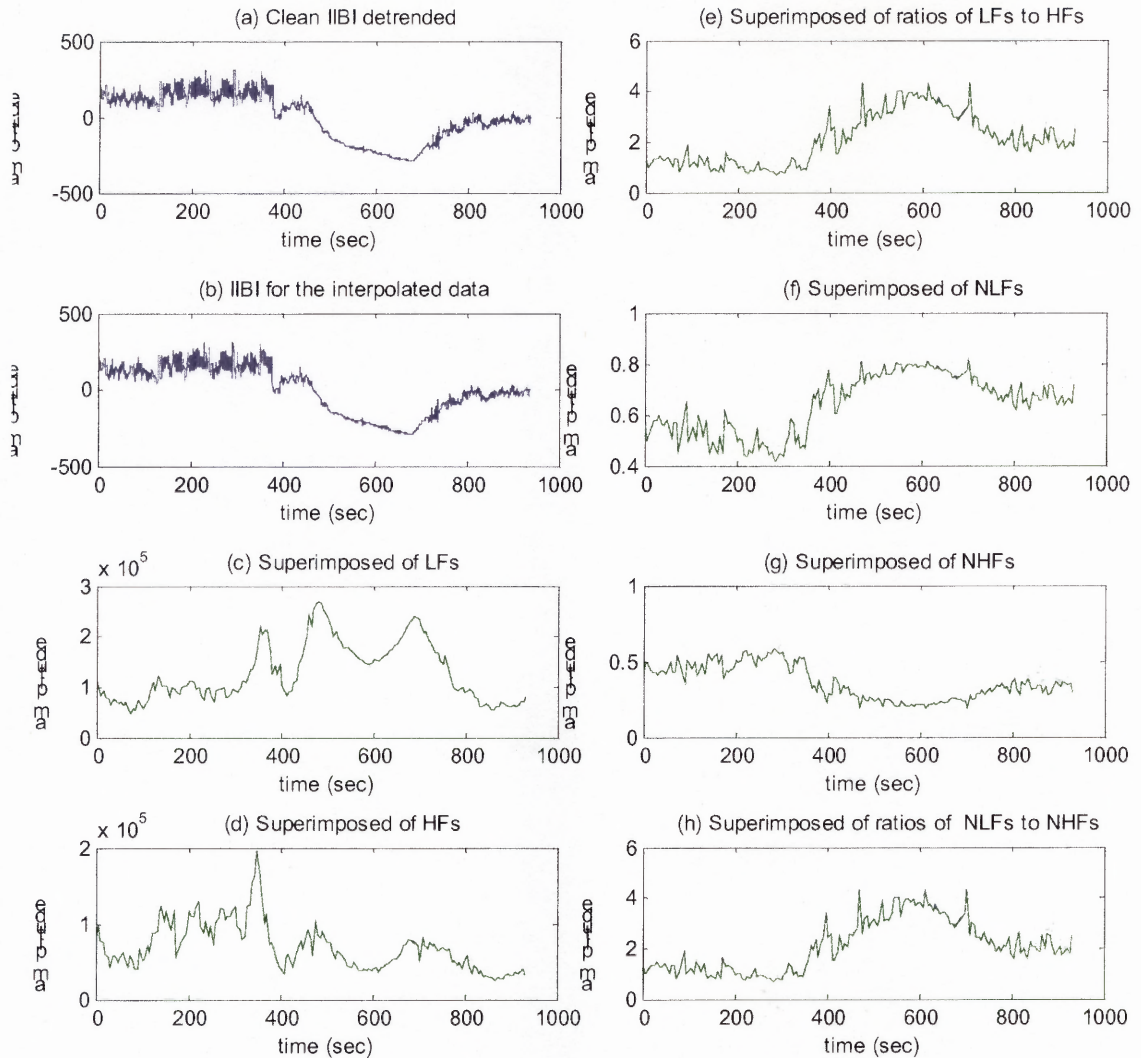 (a) Clean IIBI detrended
500
0
-500
0 200 400 600 800 1000
time (sec)
(b) IIBI for the interpolated data
500
0
-500
0 200 400 600 800 1000
time (sec)
x 10^5
(c) Superimposed of LFs
3
2
1
0
0 200 400 600 800 1000
time (sec)
x 10^5
(d) Superimposed of HFs
2
1
0
0 200 400 600 800 1000
time (sec)
(e) Superimposed of ratios of LFs to HFs
6
4
2
0
0 200 400 600 800 1000
time (sec)
(f) Superimposed of NLFs
1
0.8
0.6
0.4
0 200 400 600 800 1000
time (sec)
(g) Superimposed of NHFs
1
0.5
0
0 200 400 600 800 1000
time (sec)
(h) Superimposed of ratios of NLFs to NHFs
6
4
2
0
0 200 400 600 800 1000
time (sec)